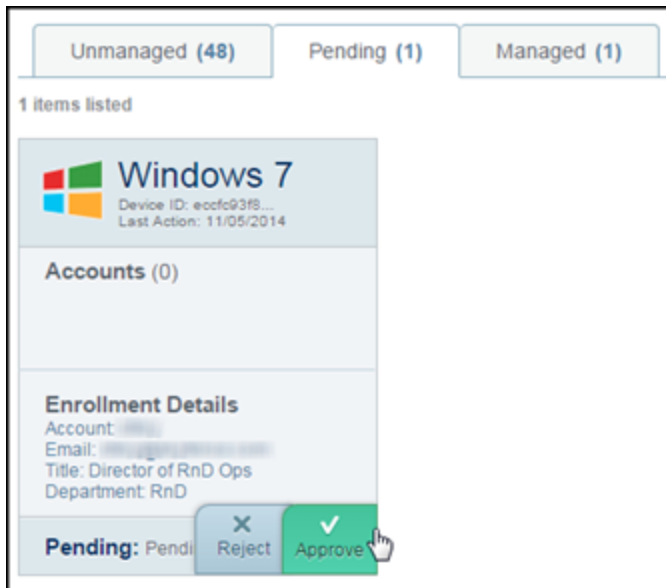 Unmanaged (48) Pending (1) Managed (1)
1 items listed
Windows 7
Device ID: eccfc93f8...
Last Action: 11/05/2014
Accounts (0)
Enrollment Details
Account:
Email:
Title: Director of RnD Ops
Department: RnD
Pending: Pendi Reject Approve